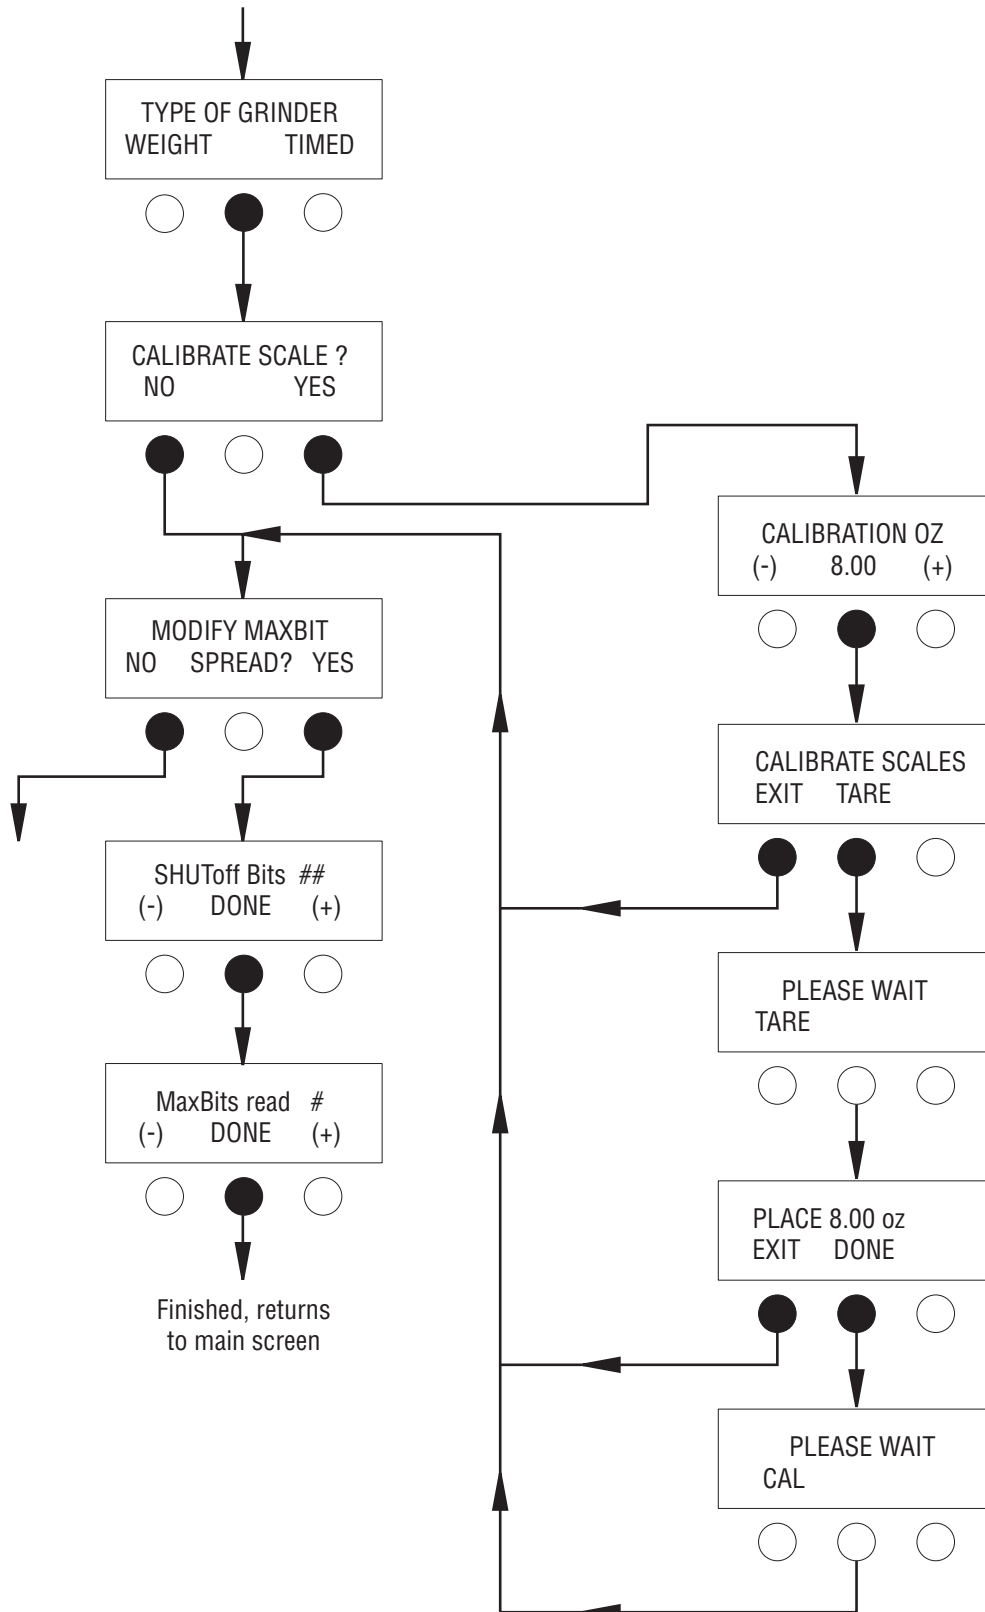 TYPE OF GRINDER
WEIGHT TIMED
CALIBRATE SCALE ?
NO YES
MODIFY MAXBIT
NO SPREAD? YES
SHUToff Bits ##
(-) DONE (+)
MaxBits read #
(-) DONE (+)
Finished, returns
to main screen
CALIBRATION OZ
(-) 8.00 (+)
CALIBRATE SCALES
EXIT TARE
PLEASE WAIT
TARE
PLACE 8.00 oz
EXIT DONE
PLEASE WAIT
CAL